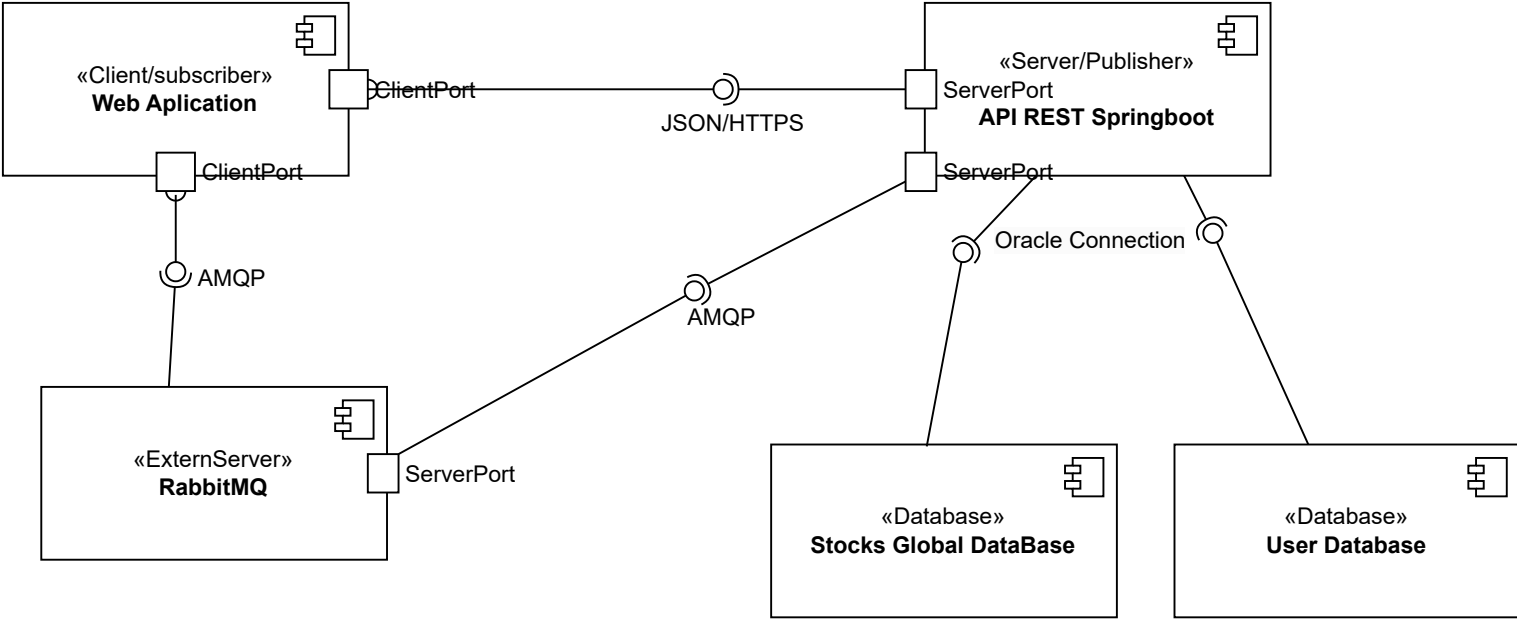 «Client/subscriber»
Web Aplication
ClientPort
ClientPort
JSON/HTTPS
«Server/Publisher»
ServerPort
API REST Springboot
ServerPort
Oracle Connection
AMQP
AMQP
«ExternServer»
RabbitMQ
ServerPort
«Database»
Stocks Global DataBase
«Database»
User Database